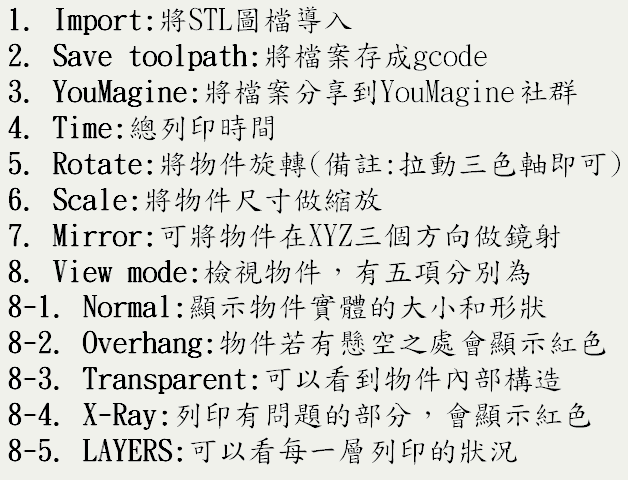 1. Import:將STL圖檔導入
2. Save toolpath:將檔案存成gcode
3. YouMagine:將檔案分享到YouMagine社群
4. Time:總列印時間
5. Rotate:將物件旋轉(備註:拉動三色軸即可)
6. Scale:將物件尺寸做縮放
7. Mirror:可將物件在XYZ三個方向做鏡射
8. View mode:檢視物件，有五項分別為
8-1. Normal:顯示物件實體的大小和形狀
8-2. Overhang:物件若有懸空之處會顯示紅色
8-3. Transparent:可以看到物件內部構造
8-4. X-Ray:列印有問題的部分，會顯示紅色
8-5. LAYERS:可以看每一層列印的狀況